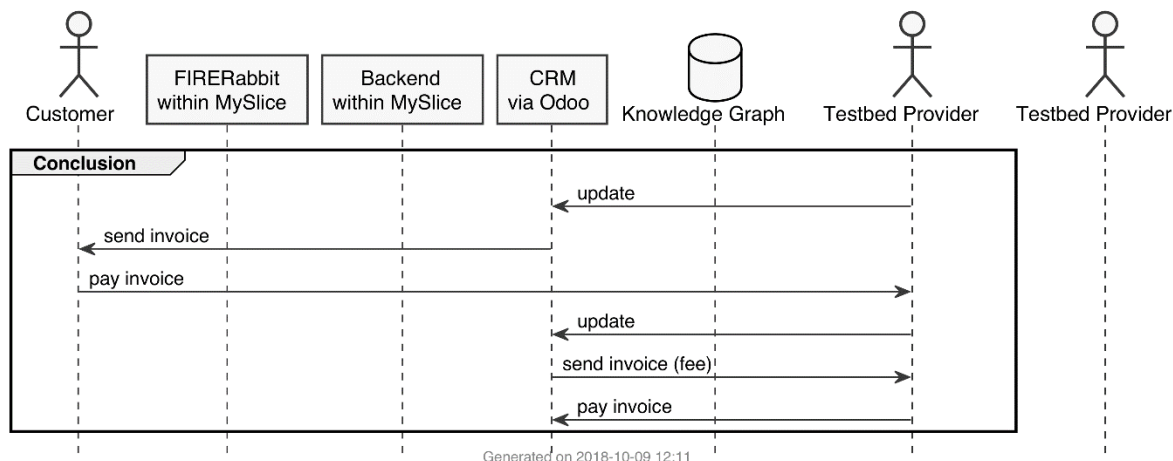 Customer
FIRERabbit
within MySlice
Backend
within MySlice
CRM
via Odoo
Knowledge Graph
Testbed Provider
Testbed Provider
Conclusion
update
send invoice
pay invoice
update
send invoice (fee)
pay invoice
Generated on 2018-10-09 12:11